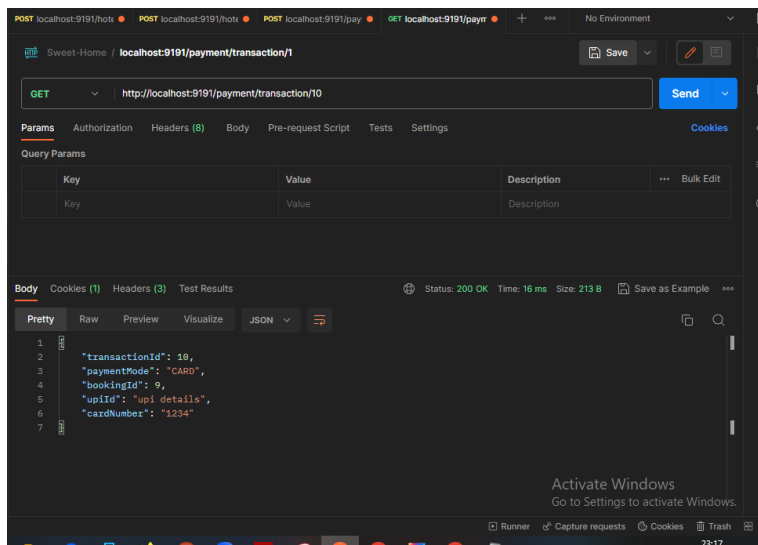 POST localhost:9191/hote POST localhost:9191/hote POST localhost:9191/pay GET localhost:9191/paym No Environment
HTTP Sweet-Home / localhost:9191/payment/transaction/1 Save
GET http://localhost:9191/payment/transaction/10 Send
Params Authorization Headers (8) Body Pre-request Script Tests Settings Cookies
Query Params
Key Value Description Bulk Edit
Key Value Description
Body Cookies (1) Headers (3) Test Results Status: 200 OK Time: 16 ms Size: 213 B Save as Example
Pretty Raw Preview Visualize JSON
1 {
2 "transactionId": 10,
3 "paymentMode": "CARD",
4 "bookingId": 9,
5 "upiId": "upi details",
6 "cardNumber": "1234"
7 }
Activate Windows
Go to Settings to activate Windows.
Runner Capture requests Cookies Trash
23:17